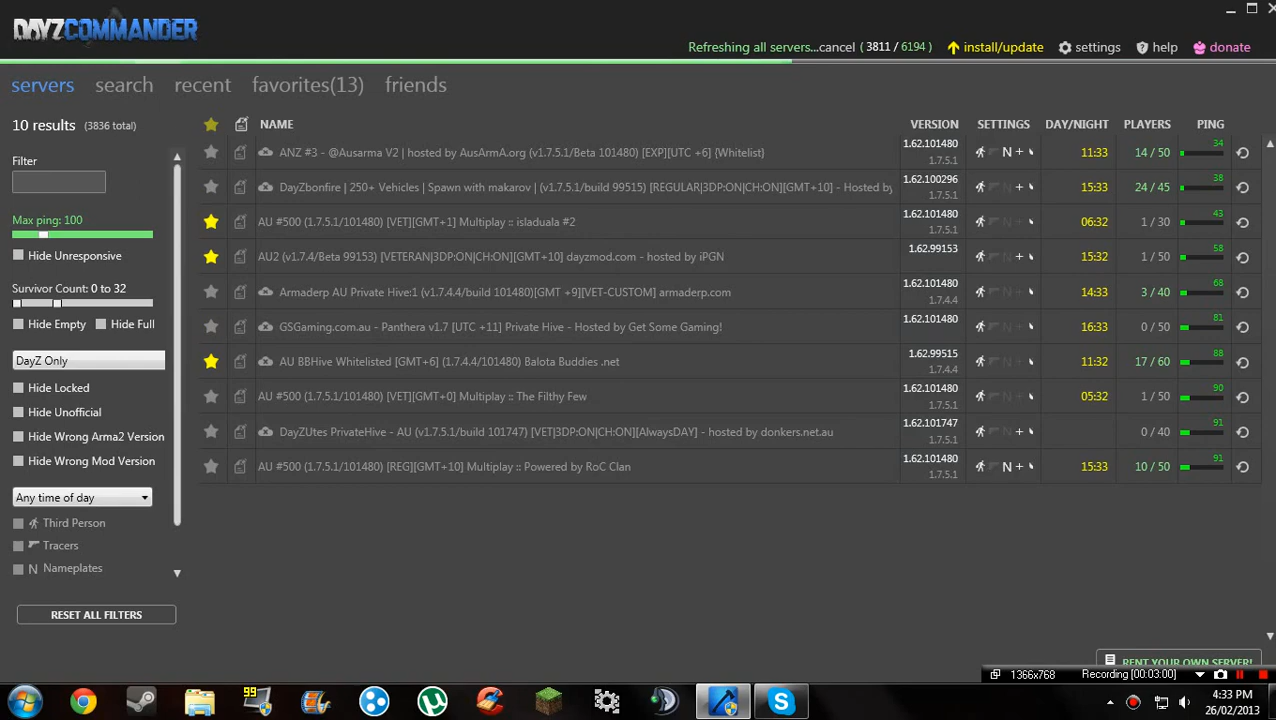 DAYZCOMMANDER
Refreshing all servers...cancel ( 3811 / 6194 ) install/update settings help donate
servers search recent favorites(13) friends
10 results (3836 total)
NAME VERSION SETTINGS DAY/NIGHT PLAYERS PING
Filter
Max ping: 100
Hide Unresponsive
Survivor Count: 0 to 32
Hide Empty Hide Full
DayZ Only
Hide Locked
Hide Unofficial
Hide Wrong Arma2 Version
Hide Wrong Mod Version
Any time of day
Third Person
Tracers
N Nameplates
RESET ALL FILTERS
ANZ #3 - @Ausarma V2 | hosted by AusArmA.org (v1.7.5.1/Beta 101480) [EXP][UTC +6] {Whitelist} 1.62.101480 1.7.5.1 N + 11:33 14 / 50 34
DayZbonfire | 250+ Vehicles | Spawn with makarov | (v1.7.5.1/build 99515) [REGULAR|3DP:ON|CH:ON][GMT+10] - Hosted by 1.62.100296 1.7.5.1 N + 15:33 24 / 45 38
AU #500 (1.7.5.1/101480) [VET][GMT+1] Multiplay :: isladuala #2 1.62.101480 1.7.5.1 N + 06:32 1 / 30 43
AU2 (v1.7.4/Beta 99153) [VETERAN|3DP:ON|CH:ON][GMT+10] dayzmod.com - hosted by iPGN 1.62.99153 N + 15:32 1 / 50 58
Armaderp AU Private Hive:1 (v1.7.4.4/build 101480)[GMT +9][VET-CUSTOM] armaderp.com 1.62.101480 1.7.4.4 N + 14:33 3 / 40 68
GSGaming.com.au - Panthera v1.7 [UTC +11] Private Hive - Hosted by Get Some Gaming! 1.62.101480 N + 16:33 0 / 50 81
AU BBHive Whitelisted [GMT+6] (1.7.4.4/101480) Balota Buddies .net 1.62.99515 1.7.4.4 N + 11:32 17 / 60 88
AU #500 (1.7.5.1/101480) [VET][GMT+0] Multiplay :: The Filthy Few 1.62.101480 1.7.5.1 N + 05:32 1 / 50 90
DayZUtes PrivateHive - AU (v1.7.5.1/build 101747) [VET|3DP:ON|CH:ON][AlwaysDAY] - hosted by donkers.net.au 1.62.101747 1.7.5.1 N + 0 / 40 91
AU #500 (1.7.5.1/101480) [REG][GMT+10] Multiplay :: Powered by RoC Clan 1.62.101480 1.7.5.1 N + 15:33 10 / 50 91
RENT YOUR OWN SERVER!
1366x768 Recording [00:03:00]
99
4:33 PM
26/02/2013